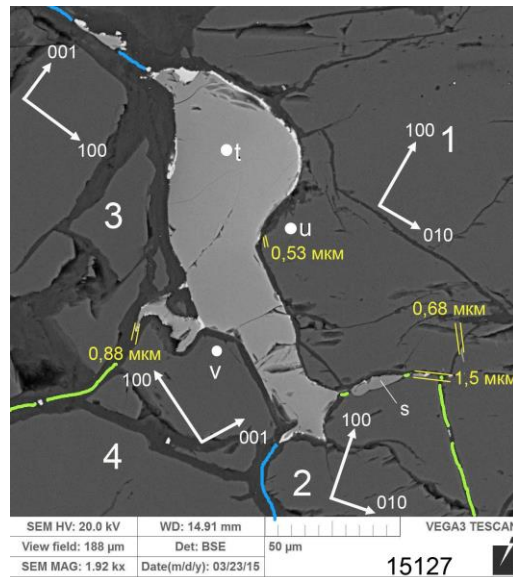 001
100
t
100
1
010
3
u
0,53 мкм
0,68 мкм
0,88 мкм
v
1,5 мкм
100
001
s
100
4
2
010
SEM HV: 20.0 kV
WD: 14.91 mm
VEGA3 TESCAN
View field: 188 µm
Det: BSE
50 µm
SEM MAG: 1.92 kx
Date(m/d/y): 03/23/15
15127